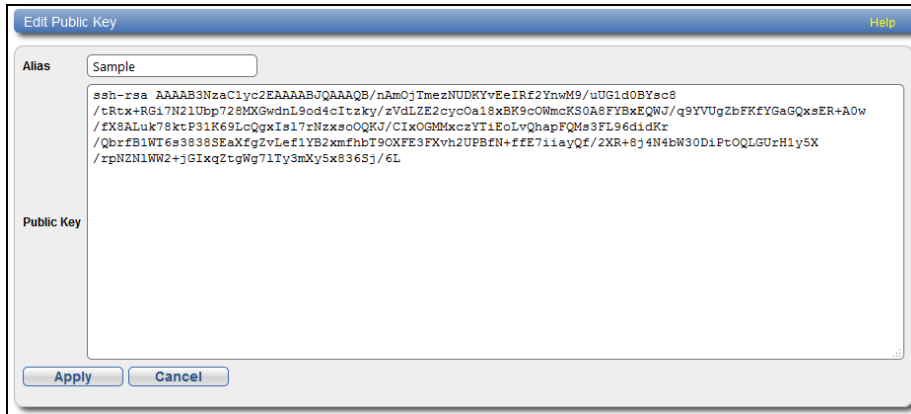 Edit Public Key
Help
Alias
Sample
ssh-rsa AAAAB3NzaC1yc2EAAAABJQAAAQB/nAmOjTmezNUDKYvEeIRf2YnwM9/uUG1d0BYsc8
/tRtx+RGi7N2lUbp728MXGwdnL9od4cItzky/zVdLZE2cycOa18xBK9cOWmcKS0A8FYBxEQWJ/q9YVUgZbFKfYGaGQxsER+A0w
/fX8ALuk78ktP31K69LcQgxIsl7rNzxsoOQKJ/CIxOGMMxczYTiEoLvQhapFQMs3FL96didKr
/QbrfB1WT6s3838SEaXfgZvLef1YB2xmfhbT9OXFE3FXvh2UPBfN+ffE7iiayQf/2XR+8j4N4bW30DiPtOQLGUrH1y5X
/rpNZNlWW2+jGIxqZtgWg7lTy3mXy5x836Sj/6L
Public Key
Apply
Cancel